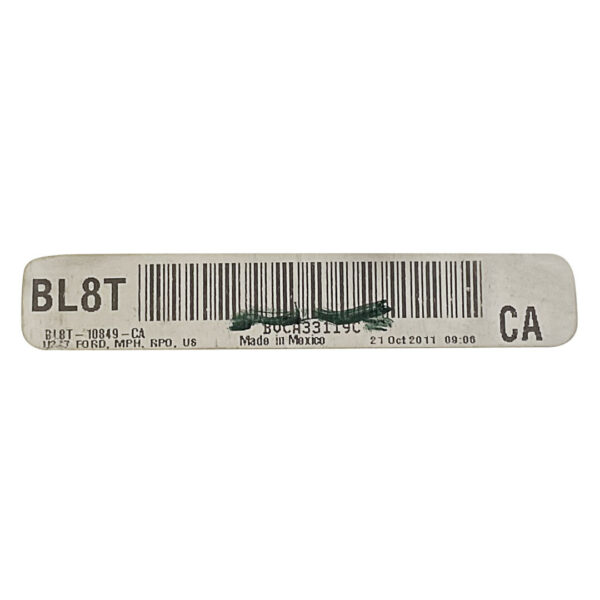 BL8T
CA
BL8T-10849-CA
FORD, MPH, RPO, US
Made in Mexico
21 Oct 2011 09:06